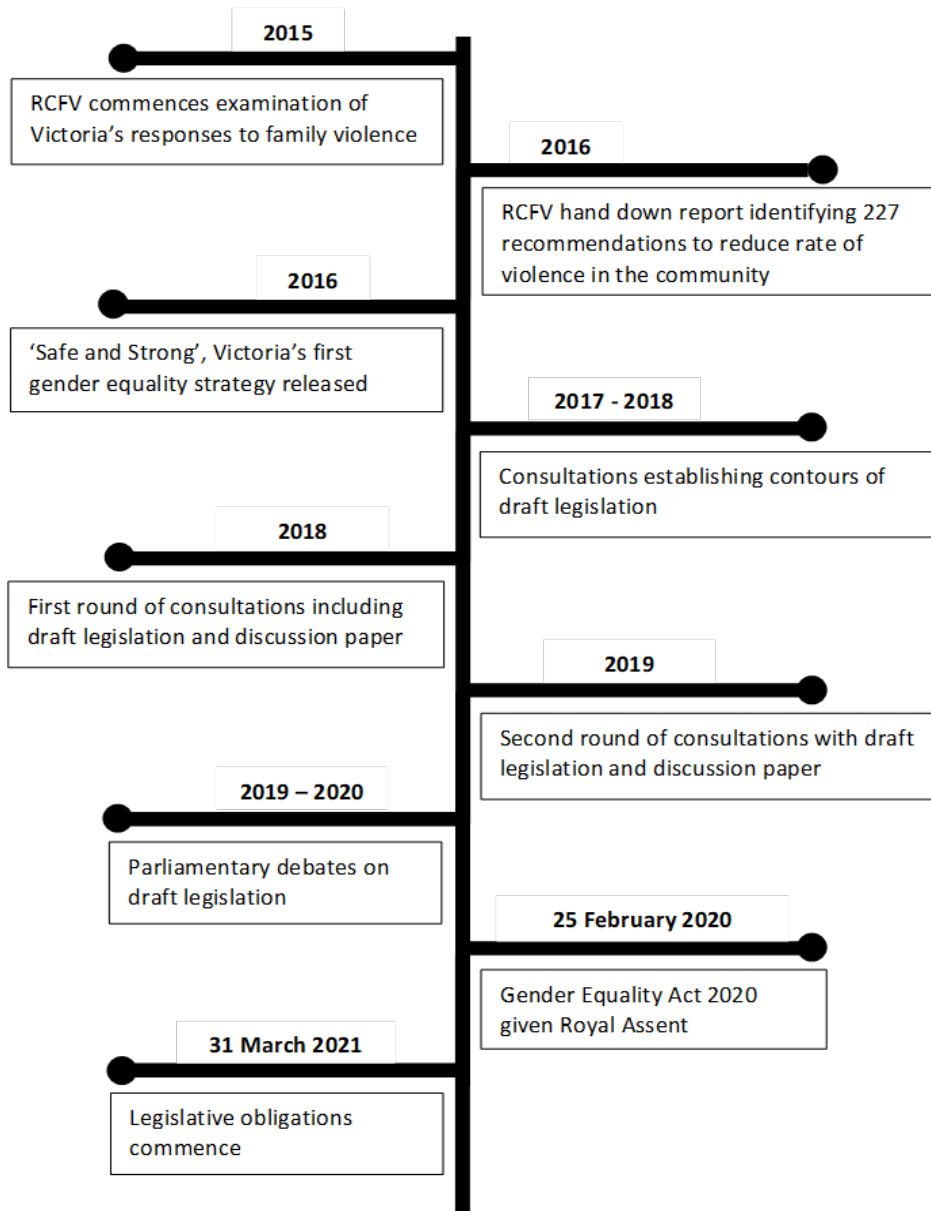 2015
RCFV commences examination of
Victoria’s responses to family violence
2016
RCFV hand down report identifying 227
recommendations to reduce rate of
violence in the community
2016
‘Safe and Strong’, Victoria’s first
gender equality strategy released
2017 - 2018
Consultations establishing contours of
draft legislation
2018
First round of consultations including
draft legislation and discussion paper
2019
Second round of consultations with draft
legislation and discussion paper
2019 – 2020
Parliamentary debates on
draft legislation
25 February 2020
Gender Equality Act 2020
given Royal Assent
31 March 2021
Legislative obligations
commence